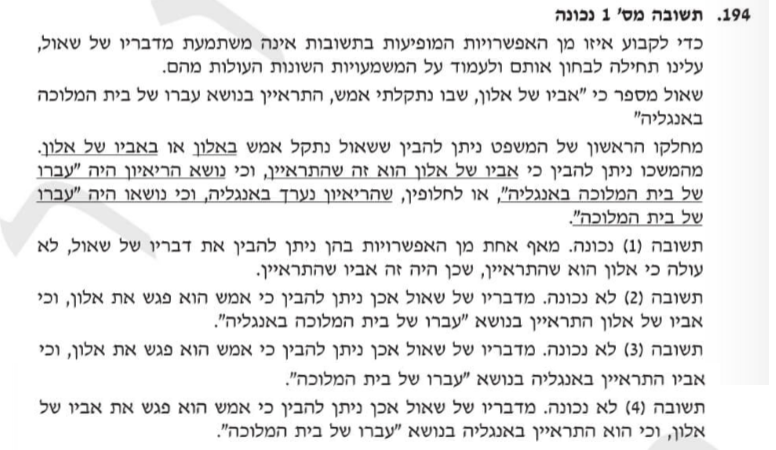 194. תשובה מס' 1 נכונה
כדי לקבוע איזו מן האפשרויות המופיעות בתשובות אינה משתמעת מדבריו של שאול,
עלינו תחילה לבחון אותם ולעמוד על המשמעויות השונות העולות מהם.
שאול מספר כי "אביו של אלון, שבו נתקלתי אמש, התראיין בנושא עברו של בית המלוכה
באנגליה"
מחלקו הראשון של המשפט ניתן להבין ששאול נתקל אמש באלון או באביו של אלון.
מהמשכו ניתן להבין כי אביו של אלון הוא זה שהתראיין, וכי נושא הריאיון היה "עברו
של בית המלוכה באנגליה", או לחלופין, שהריאיון נערך באנגליה, וכי נושאו היה "עברו
של בית המלוכה".
תשובה (1) נכונה. מאף אחת מן האפשרויות בהן ניתן להבין את דבריו של שאול, לא
עולה כי אלון הוא שהתראיין, שכן היה זה אביו שהתראיין.
תשובה (2) לא נכונה. מדבריו של שאול אכן ניתן להבין כי אמש הוא פגש את אלון, וכי
אביו של אלון התראיין בנושא "עברו של בית המלוכה באנגליה".
תשובה (3) לא נכונה. מדבריו של שאול אכן ניתן להבין כי אמש הוא פגש את אלון, וכי
אביו התראיין באנגליה בנושא "עברו של בית המלוכה".
תשובה (4) לא נכונה. מדבריו של שאול אכן ניתן להבין כי אמש הוא פגש את אביו של
אלון, וכי הוא התראיין באנגליה בנושא "עברו של בית המלוכה".